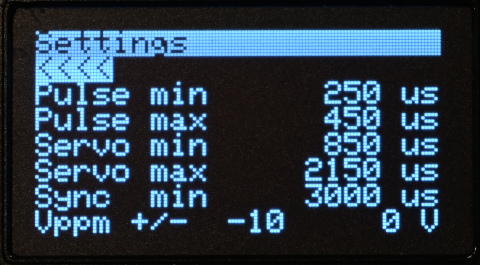 Settings
<<<<
Pulse min 250 us
Pulse max 450 us
Servo min 850 us
Servo max 2150 us
Sync min 3000 us
Vppm +/- -10 0 V